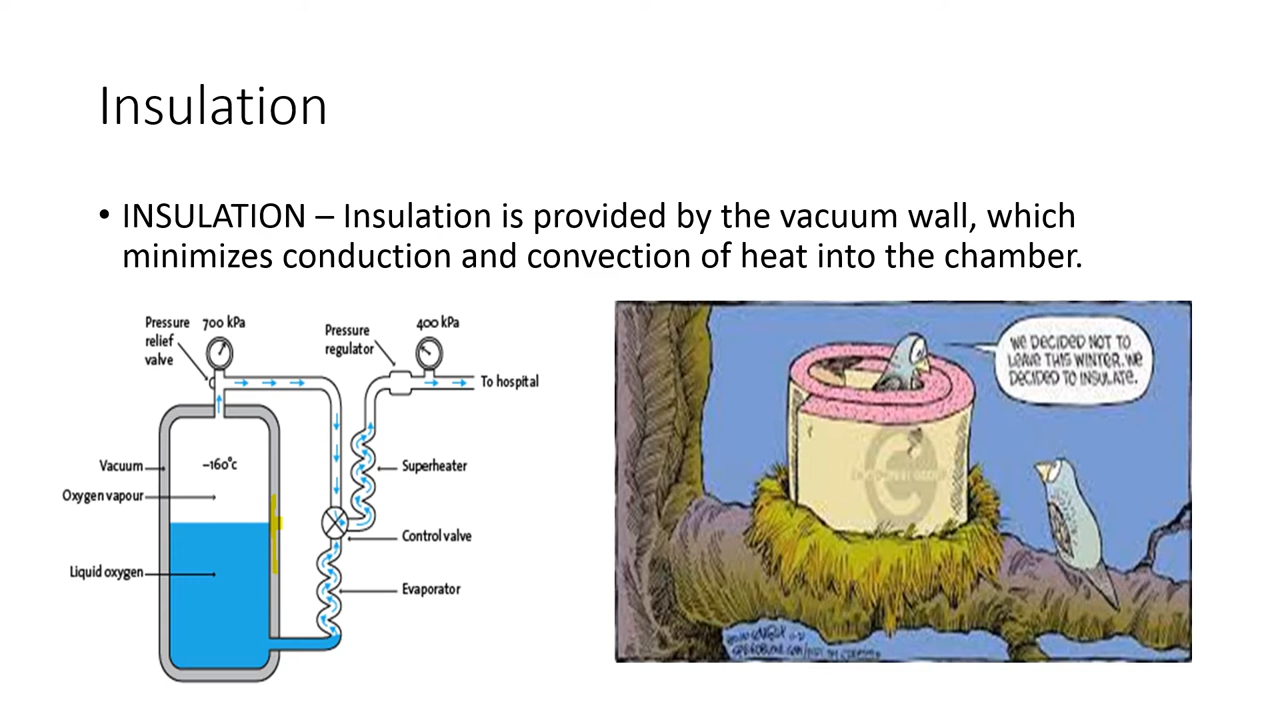 Insulation
• INSULATION – Insulation is provided by the vacuum wall, which
minimizes conduction and convection of heat into the chamber.
Pressure
relief
valve
700 kPa
Pressure
regulator
400 kPa
To hospital
Vacuum
–160°c
Superheater
Oxygen vapour
Control valve
Liquid oxygen
Evaporator
WE DECIDED NOT TO
LEAVE THIS WINTER. WE
DECIDED TO INSULATE.